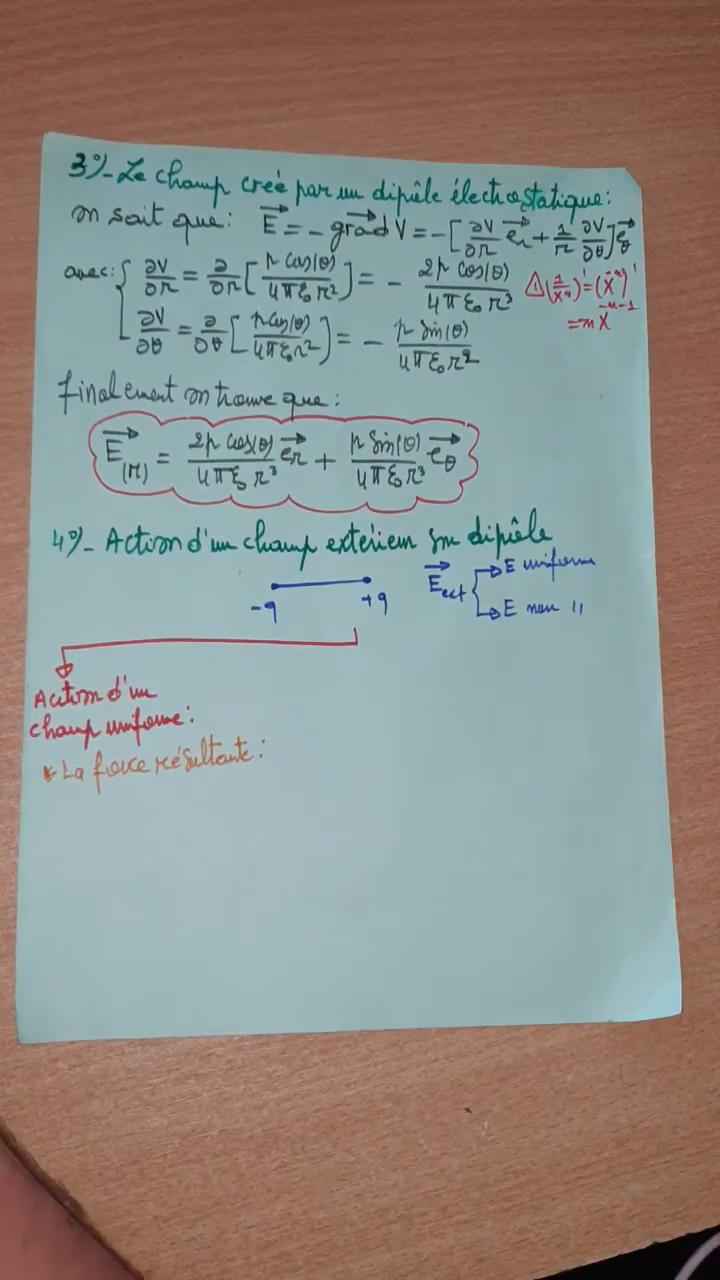 3°/- Le champ créé par un dipôle électrostatique:
on sait que: E⃗ = - grad⃗ V = - [∂V/∂r e⃗r + 1/r ∂V/∂θ] e⃗θ
avec: { ∂V/∂r = ∂/∂r [p cos(θ)/4πε₀r²] = - 2p cos(θ)/4πε₀r³ ⚠ (1/xⁿ)' = (x⁻ⁿ)'
= n x⁻ⁿ⁻¹
∂V/∂θ = ∂/∂θ [p cos(θ)/4πε₀r²] = - p sin(θ)/4πε₀r²
finalement on trouve que:
E⃗(M) = 2p cos(θ)/4πε₀r³ e⃗r + p sin(θ)/4πε₀r³ e⃗θ
4°/- Action d'un champ extérieur sur dipôle
-q +q E⃗ext { → E uniforme
→ E non //
Action d'un
champ uniforme:
* La force résultante: